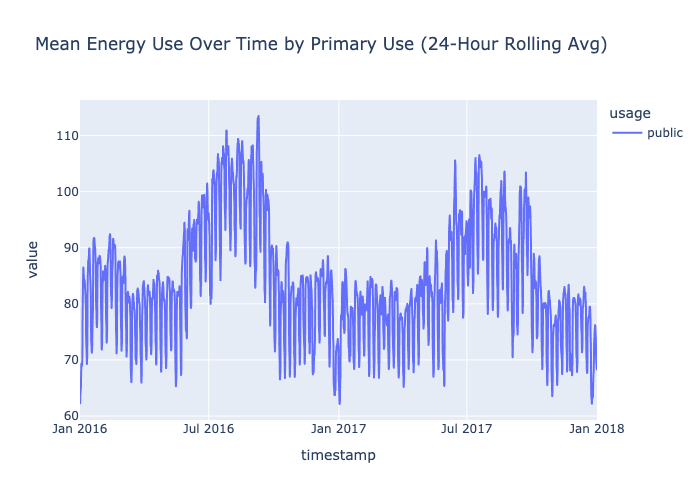 Mean Energy Use Over Time by Primary Use (24-Hour Rolling Avg)
usage
public
value
110
100
90
80
70
60
Jan 2016
Jul 2016
Jan 2017
Jul 2017
Jan 2018
timestamp